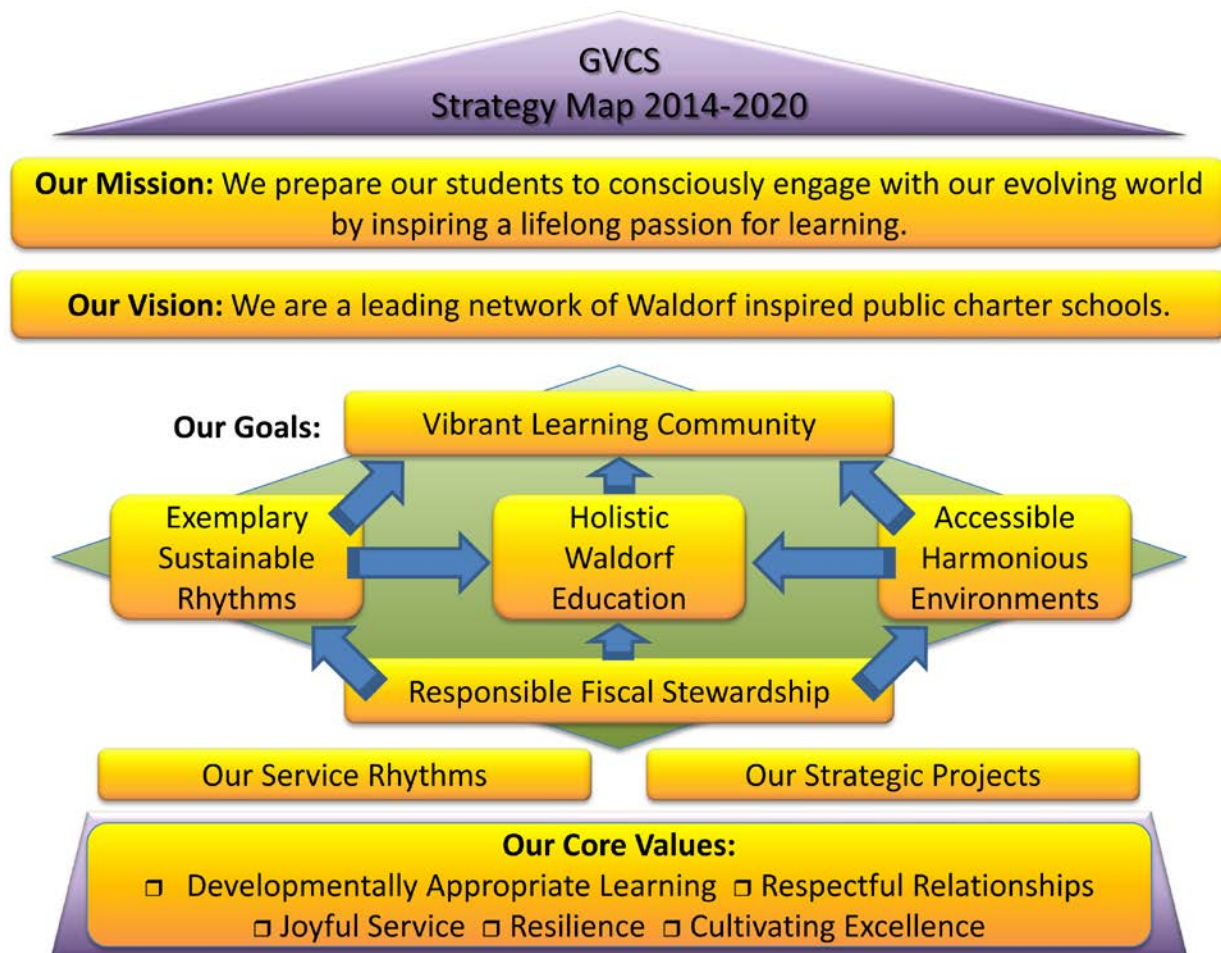 GVCS
Strategy Map 2014-2020
Our Mission: We prepare our students to consciously engage with our evolving world
by inspiring a lifelong passion for learning.
Our Vision: We are a leading network of Waldorf inspired public charter schools.
Our Goals:
Vibrant Learning Community
Exemplary
Sustainable
Rhythms
Holistic
Waldorf
Education
Accessible
Harmonious
Environments
Responsible Fiscal Stewardship
Our Service Rhythms
Our Strategic Projects
Our Core Values:
❒ Developmentally Appropriate Learning ❒ Respectful Relationships
❒ Joyful Service ❒ Resilience ❒ Cultivating Excellence